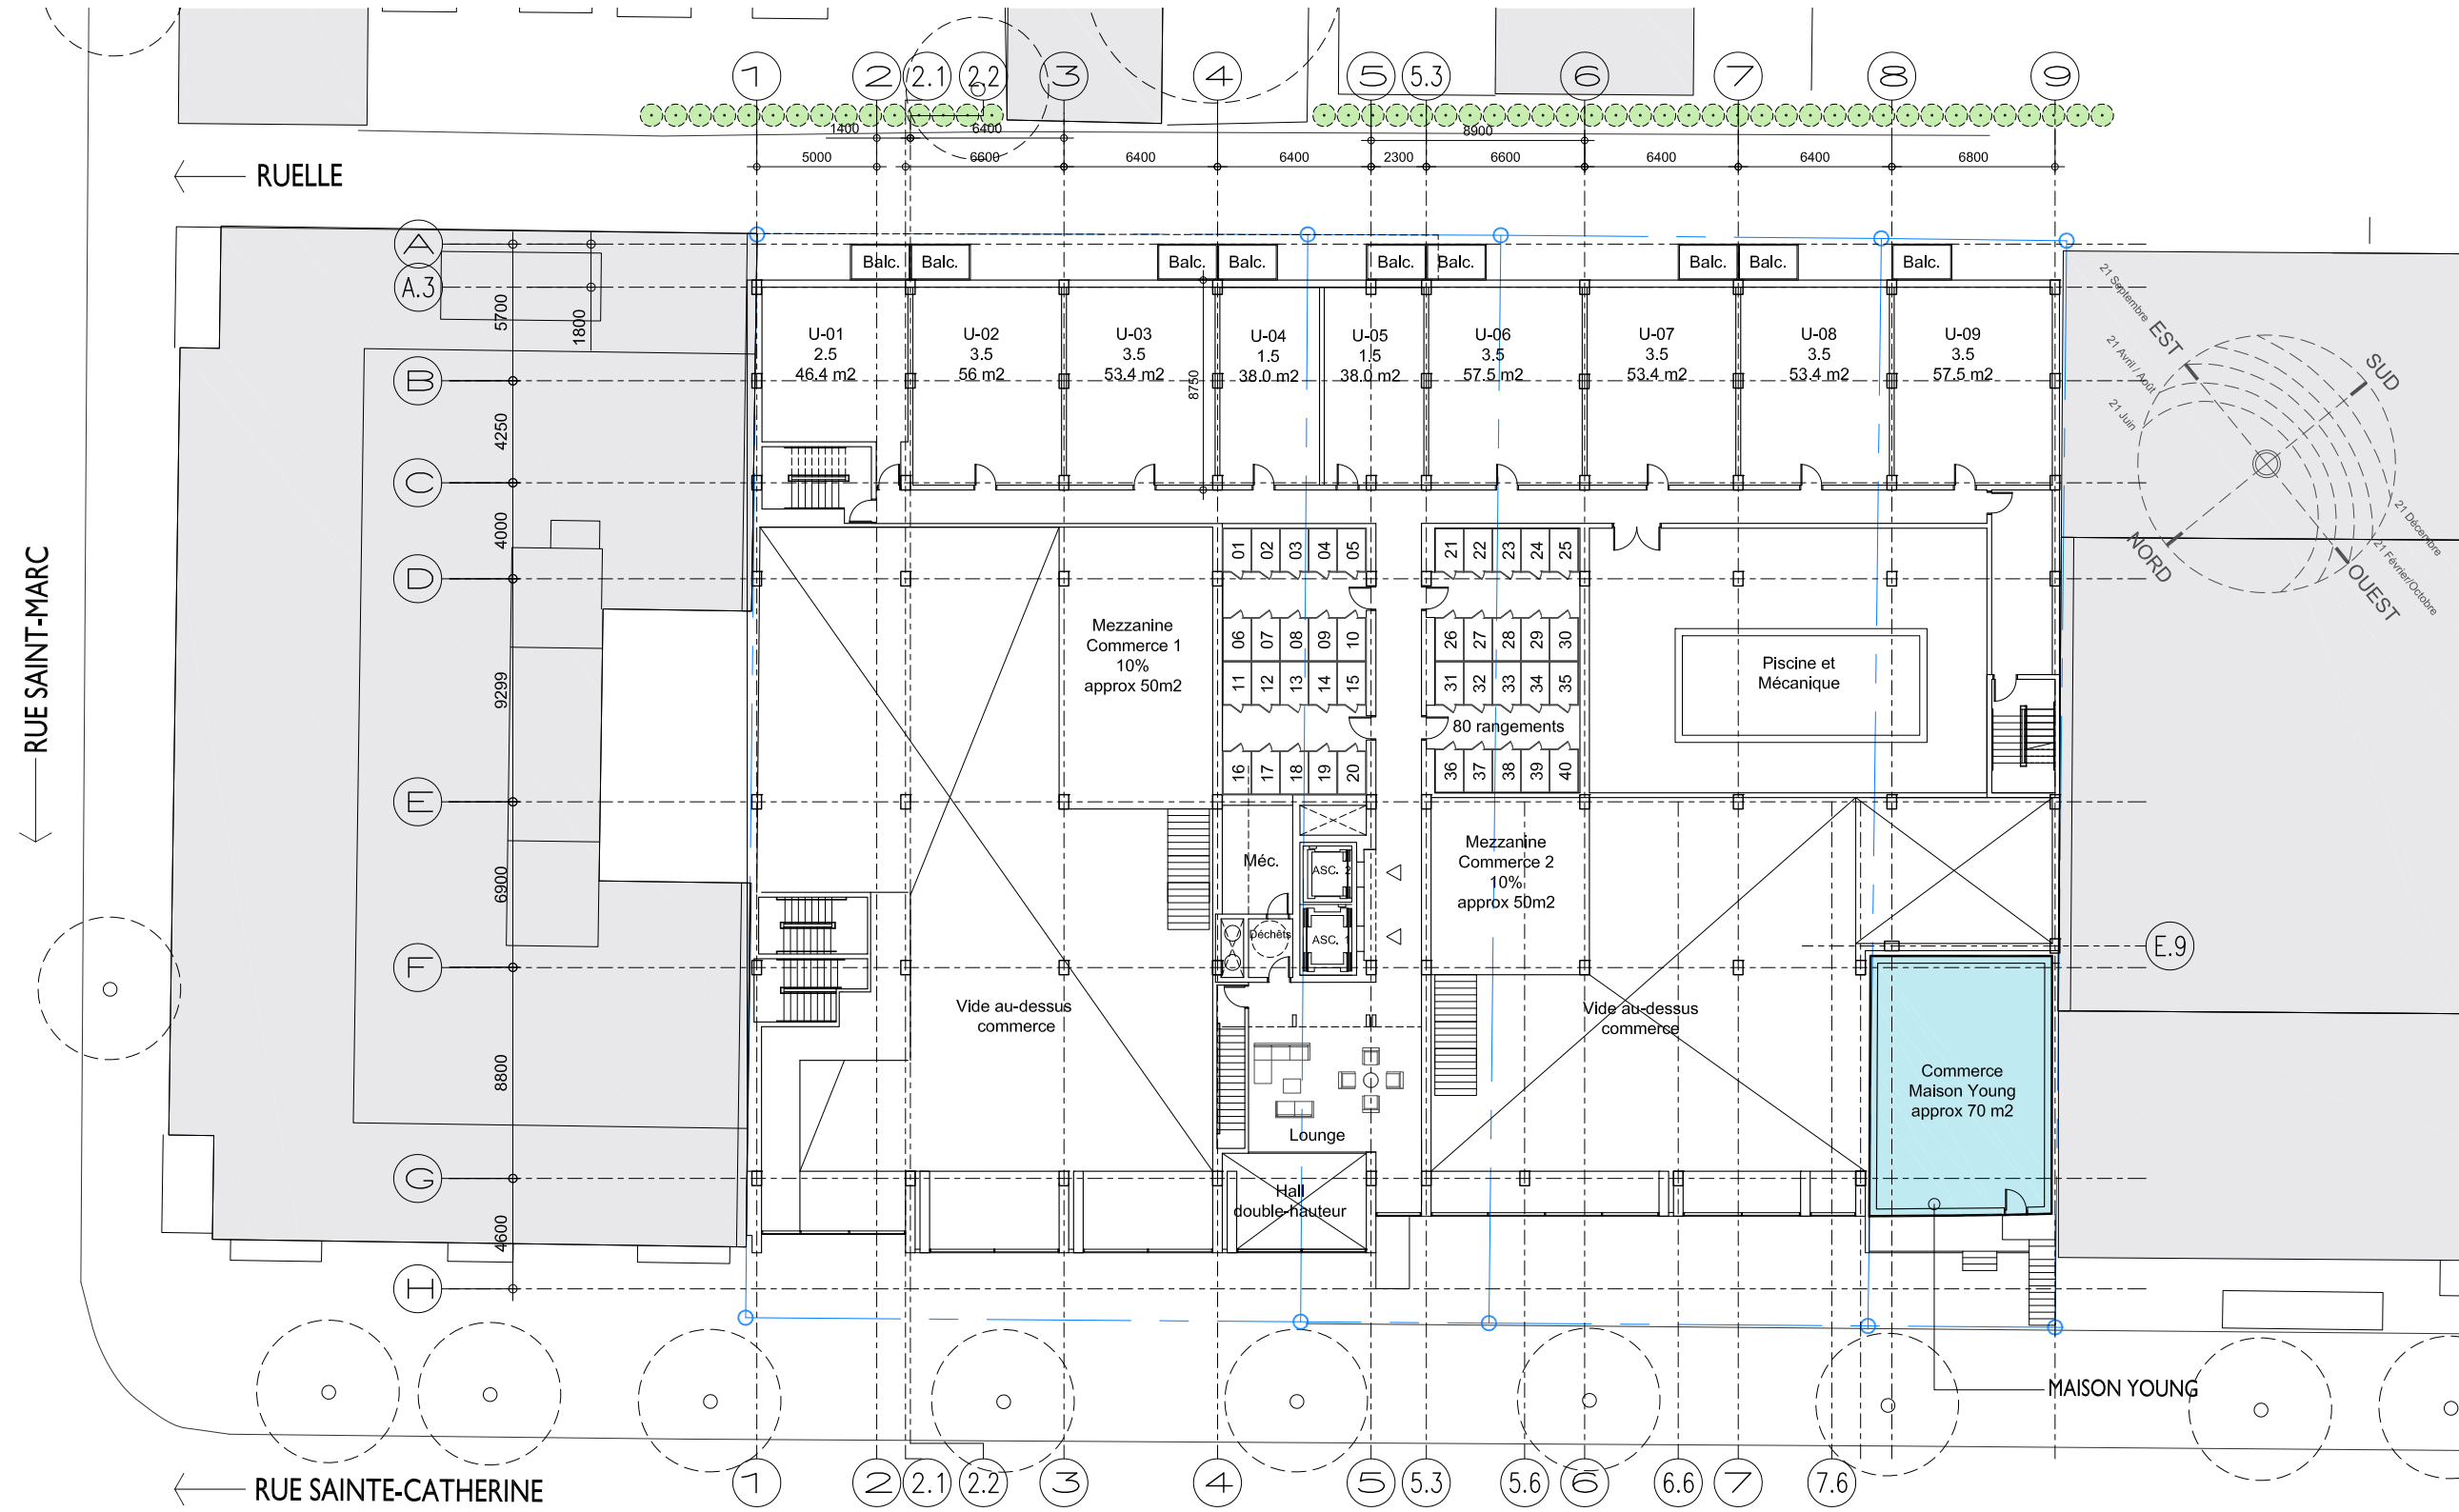 1 2 2.1 2.2 3 4 5 5.3 6 7 8 9
1400 6400 8900
5000 6600 6400 6400 2300 6600 6400 6400 6800
RUELLE
A
A.3
B
C
D
E
F
G
H
5700
1800
4250
4000
9299
6900
8800
4600
8750
RUE SAINT-MARC
Balc. Balc. Balc. Balc. Balc. Balc. Balc. Balc. Balc.
U-01
2.5
46.4 m2
U-02
3.5
56 m2
U-03
3.5
53.4 m2
U-04
1.5
38.0 m2
U-05
1.5
38.0 m2
U-06
3.5
57.5 m2
U-07
3.5
53.4 m2
U-08
3.5
53.4 m2
U-09
3.5
57.5 m2
21 Septembre
EST
SUD
21 Avril / Août
21 Juin
NORD
OUEST
21 Décembre
21 Février/Octobre
01 02 03 04 05
06 07 08 09 10
11 12 13 14 15
16 17 18 19 20
21 22 23 24 25
26 27 28 29 30
31 32 33 34 35
80 rangements
36 37 38 39 40
Mezzanine
Commerce 1
10%
approx 50m2
Piscine et
Mécanique
Mezzanine
Commerce 2
10%
approx 50m2
Méc.
ASC. 2
Déchêts
ASC. 1
E.9
Vide au-dessus
commerce
Vide au-dessus
commerce
Commerce
Maison Young
approx 70 m2
Lounge
Hall
double-hauteur
MAISON YOUNG
RUE SAINTE-CATHERINE
1 2 2.1 2.2 3 4 5 5.3 5.6 6 6.6 7 7.6